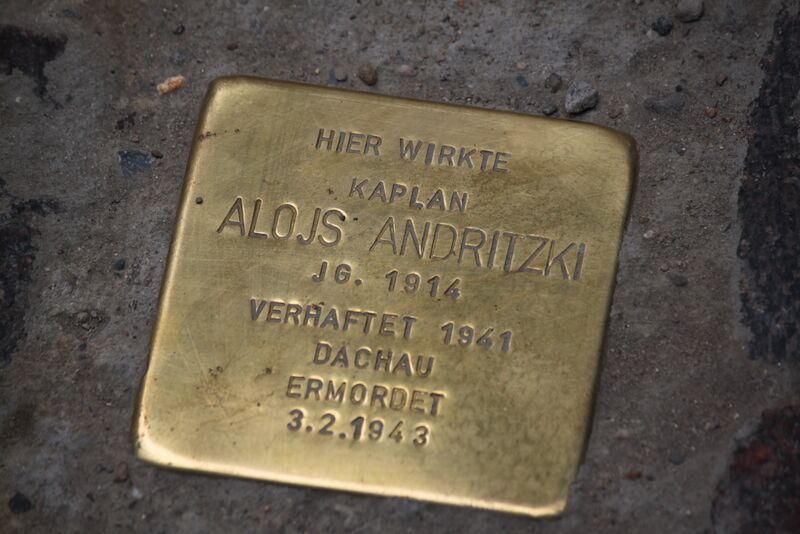 HIER WIRKTE
KAPLAN
ALOJS ANDRITZKI
JG. 1914
VERHAFTET 1941
DACHAU
ERMORDET
3.2.1943